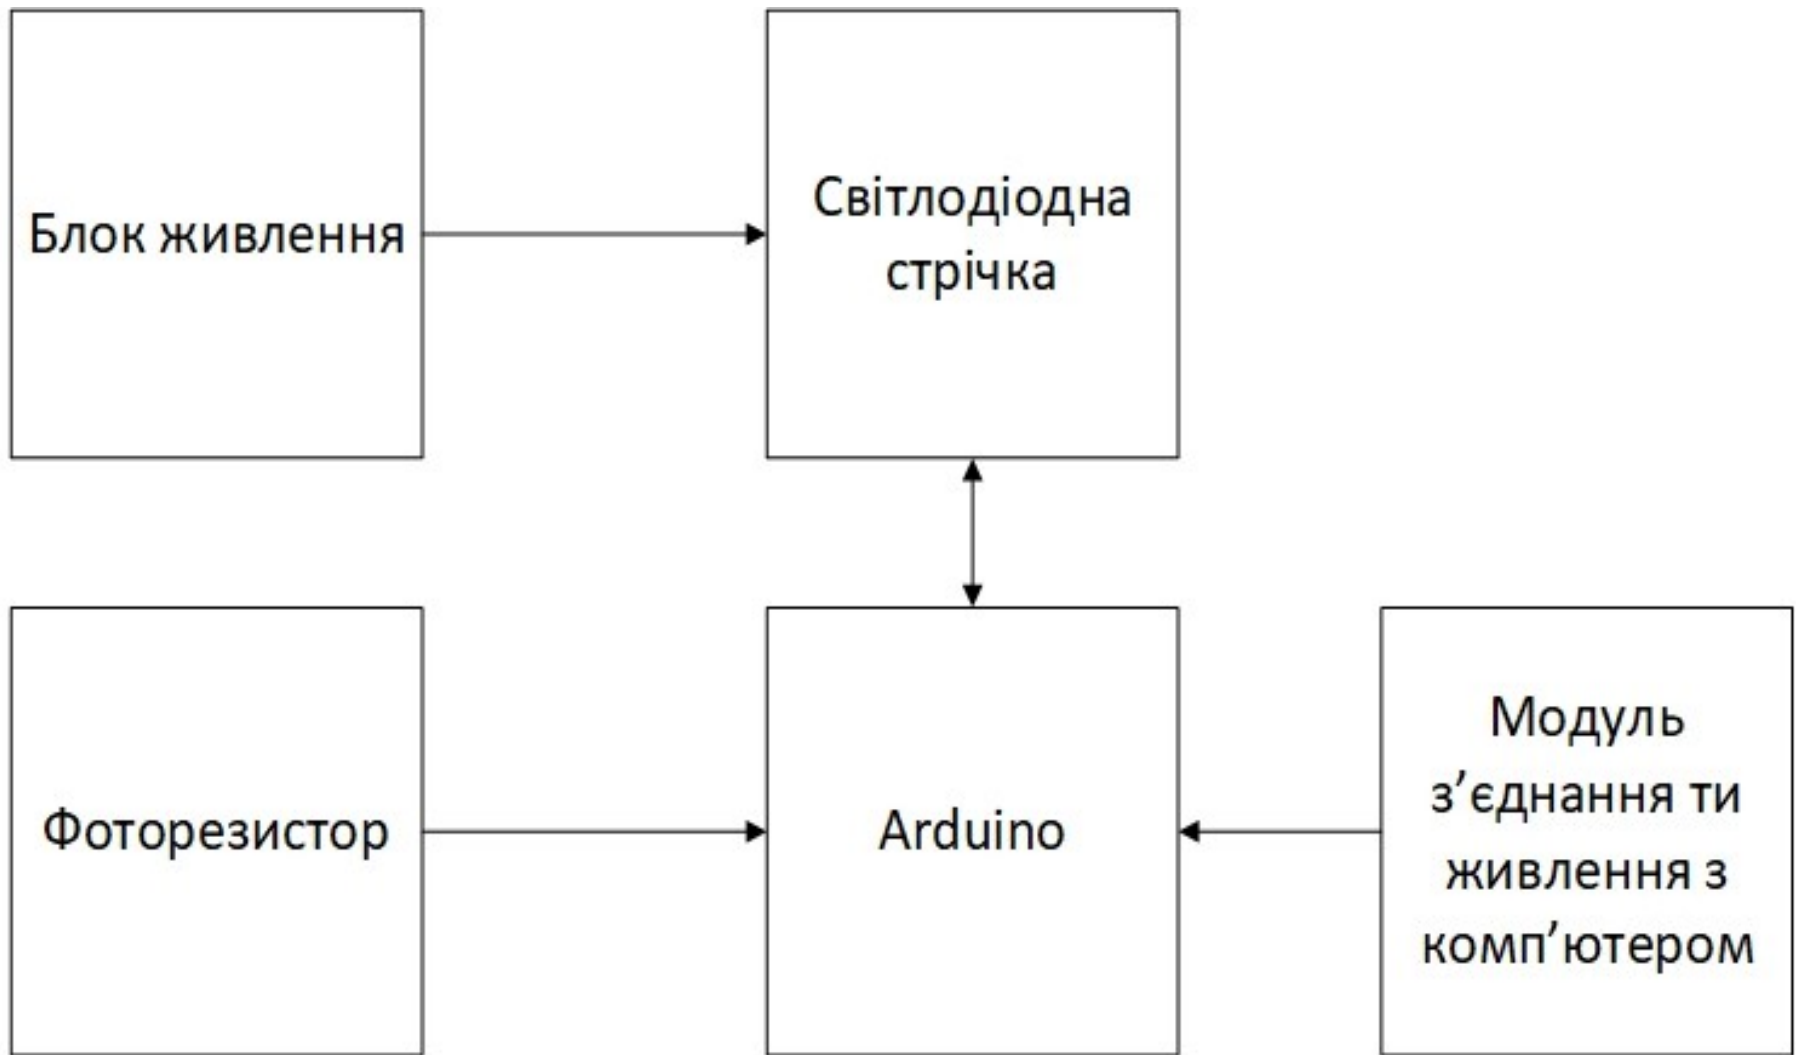 Блок живлення
Світлодіодна
стрічка
Фоторезистор
Arduino
Модуль
з’єднання ти
живлення з
комп’ютером